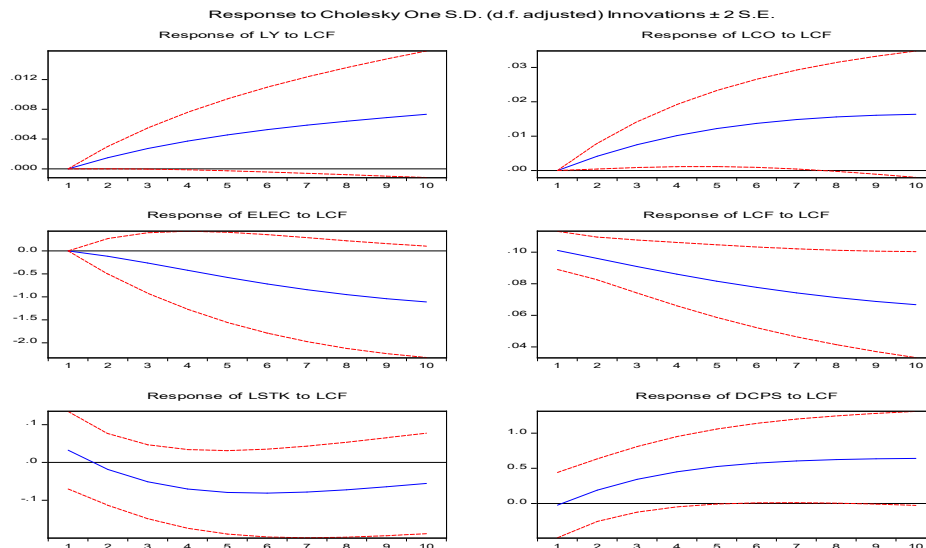 Response to Cholesky One S.D. (d.f. adjusted) Innovations ± 2 S.E.
Response of LY to LCF
.012
.008
.004
.000
1 2 3 4 5 6 7 8 9 10
Response of LCO to LCF
.03
.02
.01
.00
1 2 3 4 5 6 7 8 9 10
Response of ELEC to LCF
0.0
-0.5
-1.0
-2.0
1 2 3 4 5 6 7 8 9 10
Response of LCF to LCF
.10
.08
.06
.04
1 2 3 4 5 6 7 8 9 10
Response of LSTK to LCF
.1
.0
-.1
1 2 3 4 5 6 7 8 9 10
Response of DCPS to LCF
1.0
0.5
0.0
1 2 3 4 5 6 7 8 9 10